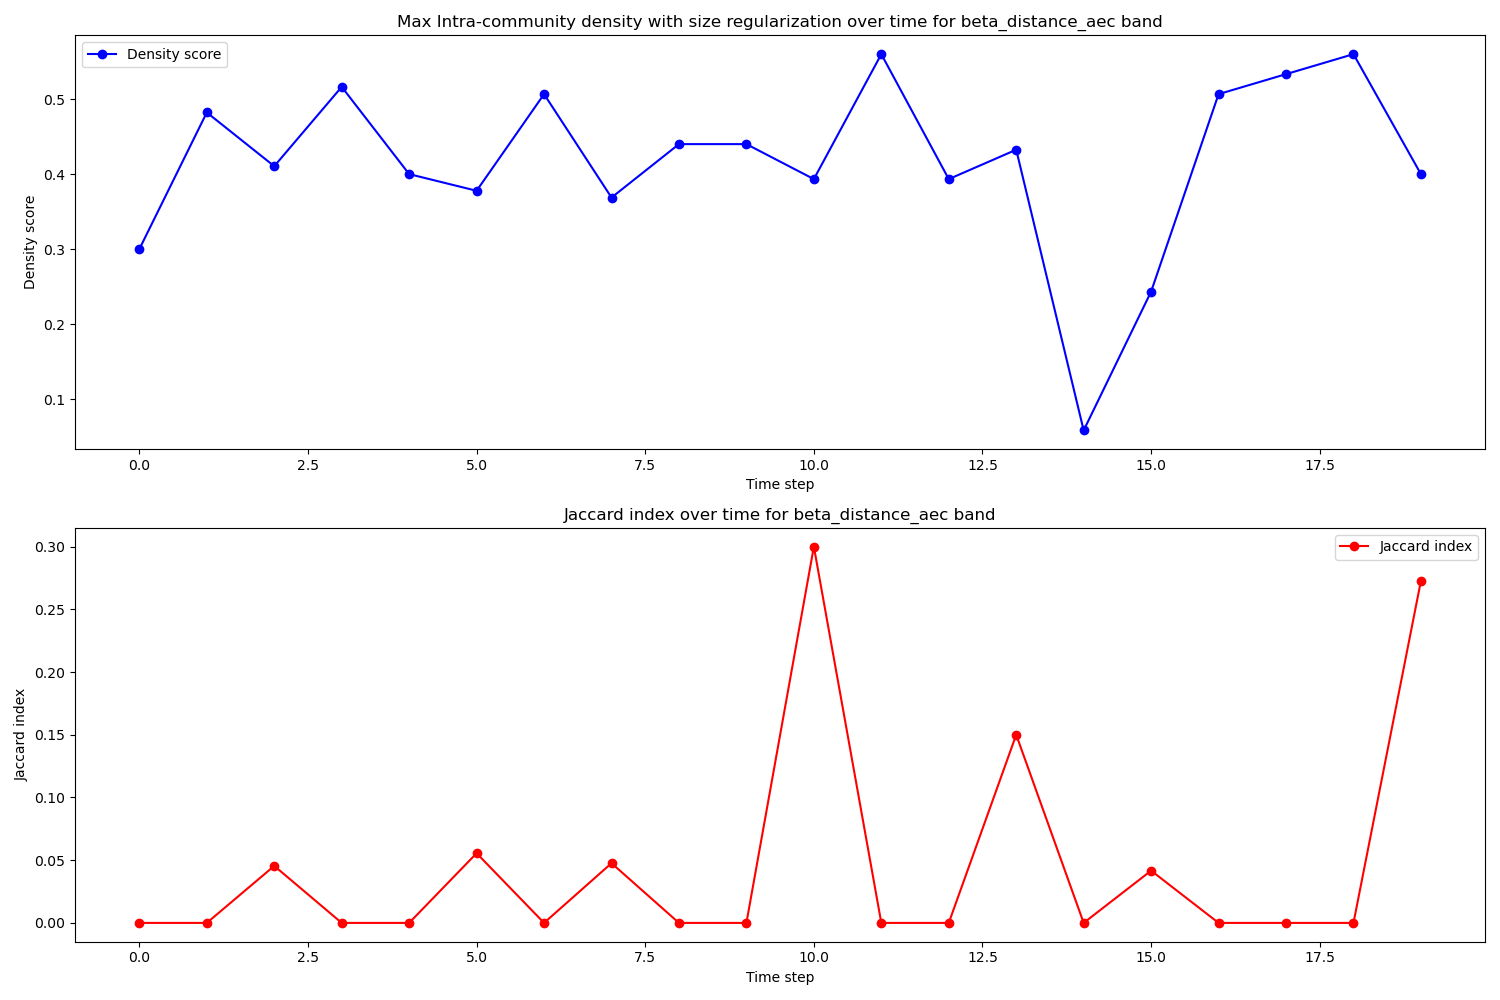 Max Intra-community density with size regularization over time for beta_distance_aec band
Density score
Density score
0.5
0.4
0.3
0.2
0.1
0.0 2.5 5.0 7.5 10.0 12.5 15.0 17.5
Time step
Jaccard index over time for beta_distance_aec band
Jaccard index
Jaccard index
0.30
0.25
0.20
0.15
0.10
0.05
0.00
0.0 2.5 5.0 7.5 10.0 12.5 15.0 17.5
Time step